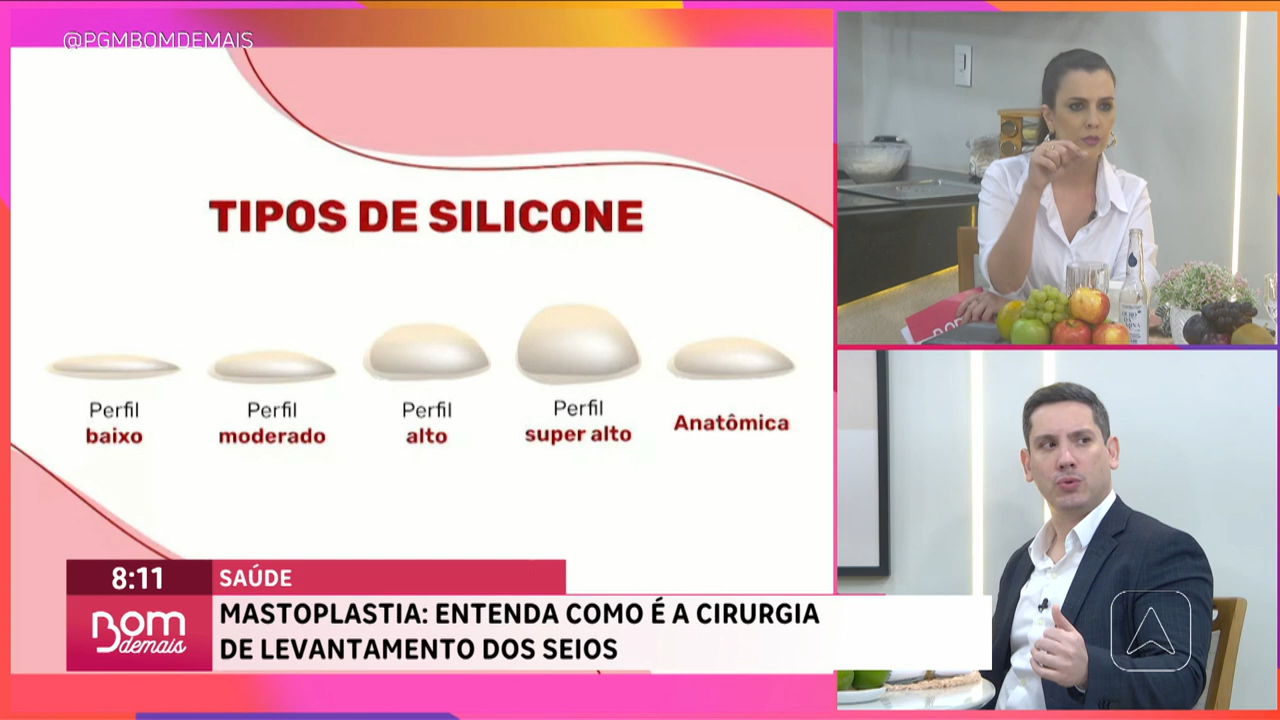 @PGMBOMDEMAIS
TIPOS DE SILICONE
Perfil
baixo
Perfil
moderado
Perfil
alto
Perfil
super alto
Anatômica
8:11
SAÚDE
Bom
demais
MASTOPLASTIA: ENTENDA COMO É A CIRURGIA
DE LEVANTAMENTO DOS SEIOS